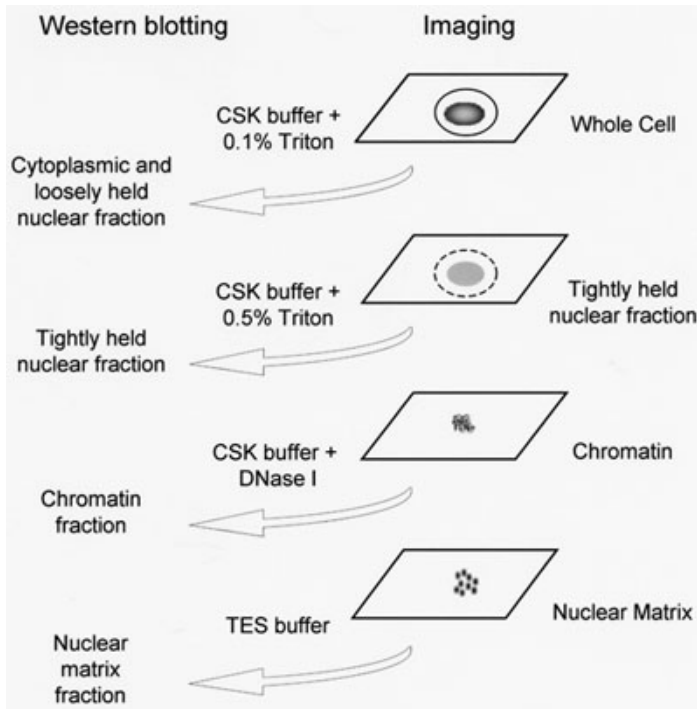 Western blotting
Imaging
CSK buffer +
0.1% Triton
Whole Cell
Cytoplasmic and
loosely held
nuclear fraction
CSK buffer +
0.5% Triton
Tightly held
nuclear fraction
Tightly held
nuclear fraction
CSK buffer +
DNase I
Chromatin
Chromatin
fraction
TES buffer
Nuclear Matrix
Nuclear
matrix
fraction